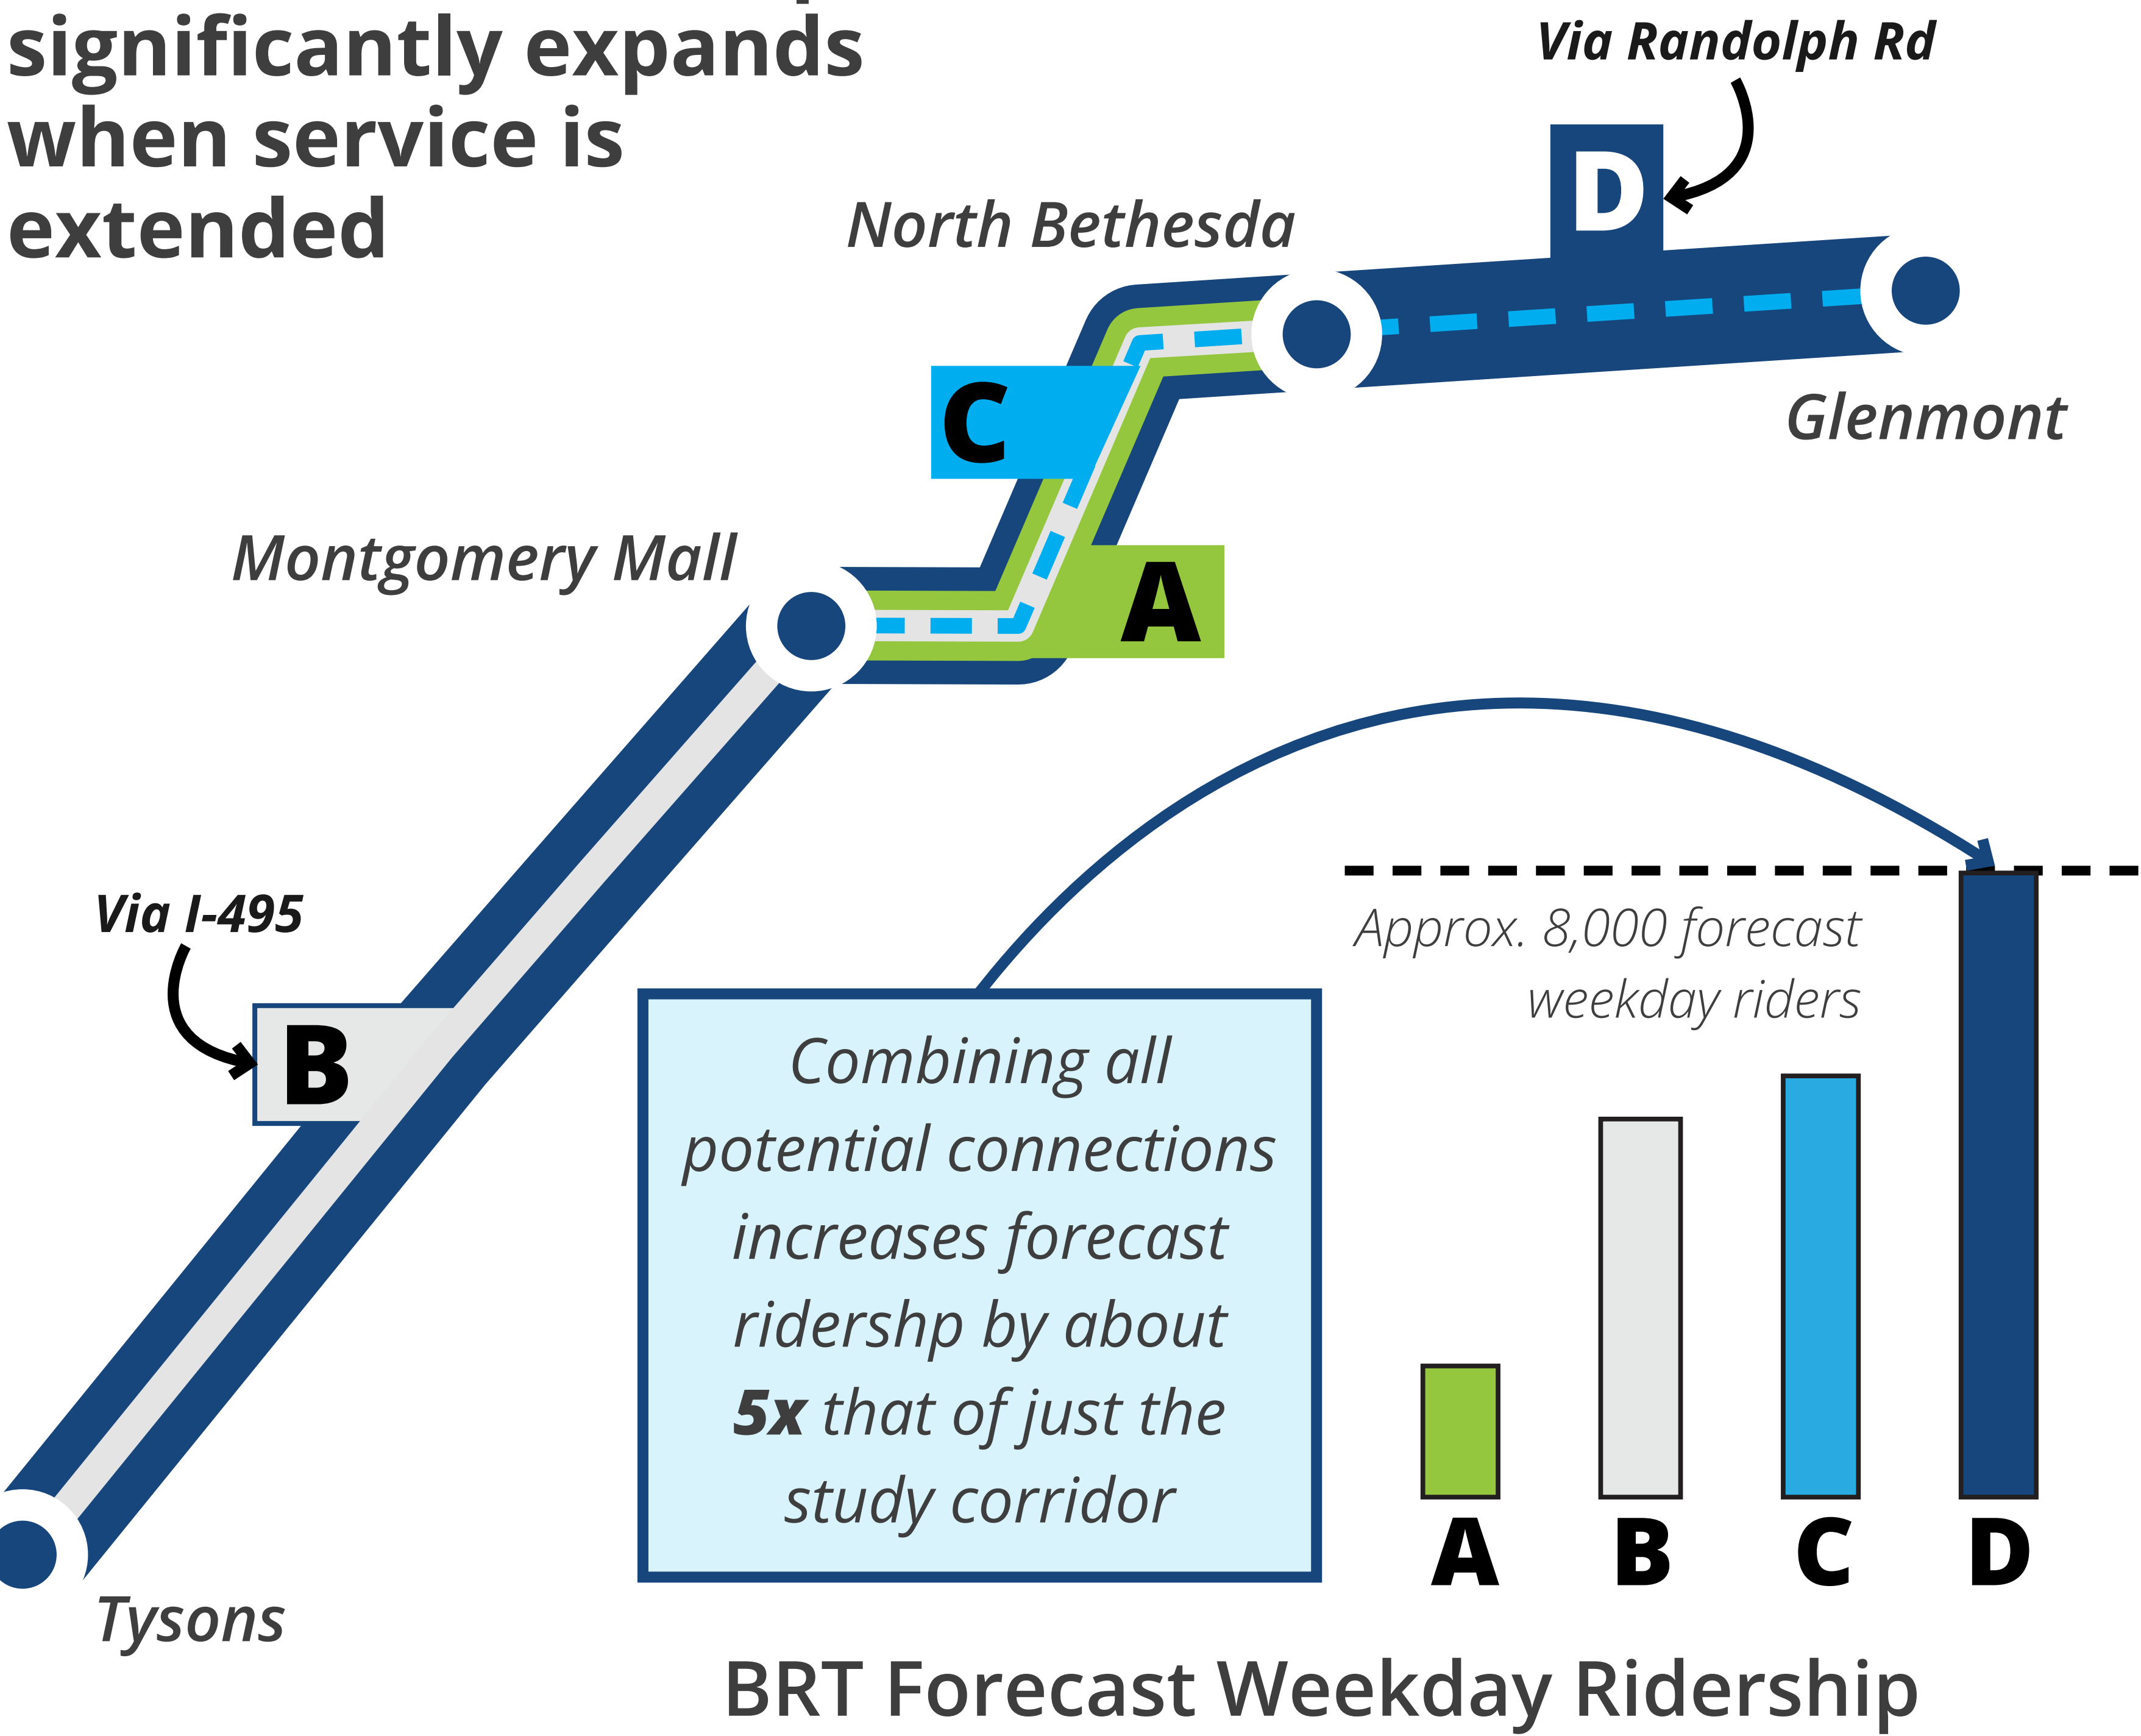 significantly expands
when service is
extended
Via Randolph Rd
D
North Bethesda
Glenmont
C
Montgomery Mall
A
Via I-495
B
Tysons
Combining all
potential connections
increases forecast
ridershp by about
5x that of just the
study corridor
Approx. 8,000 forecast
weekday riders
A B C D
BRT Forecast Weekday Ridership